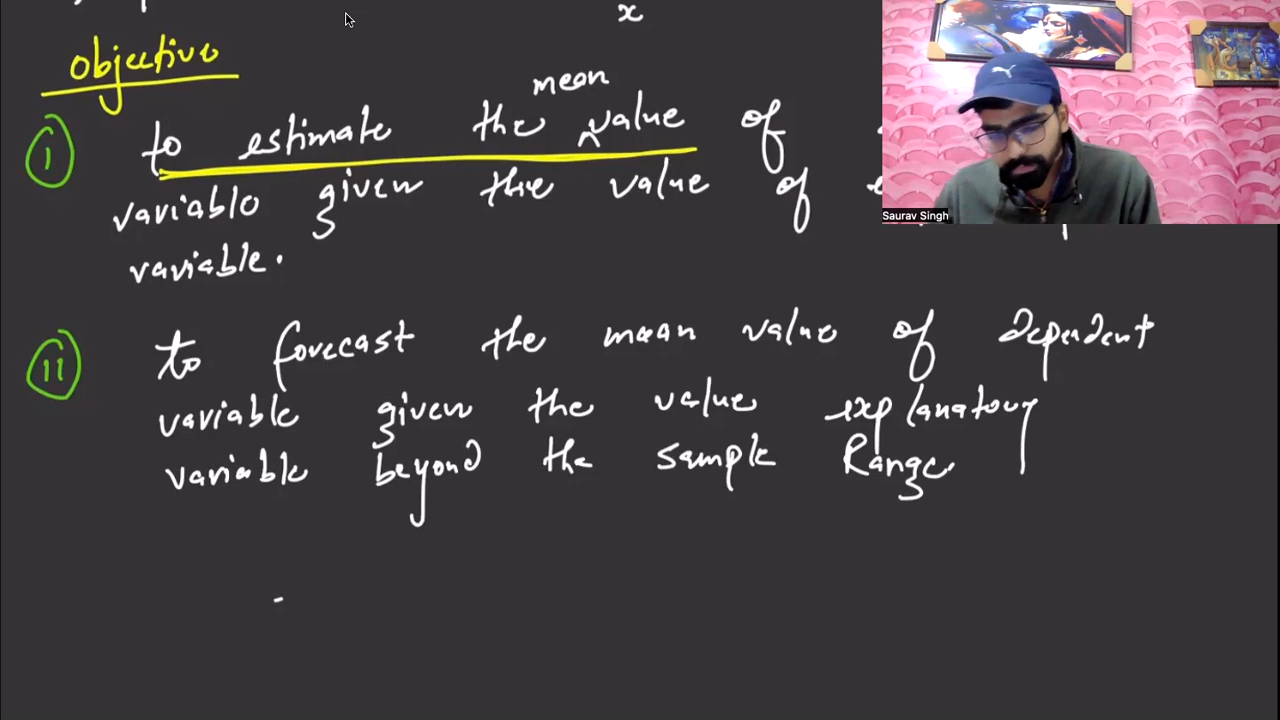 x
objective
mean
I to estimate the ^ value of
variable given the value of
variable.
II to forecast the mean value of dependent
variable given the value explanatory
variable beyond the sample Range.
Saurav Singh